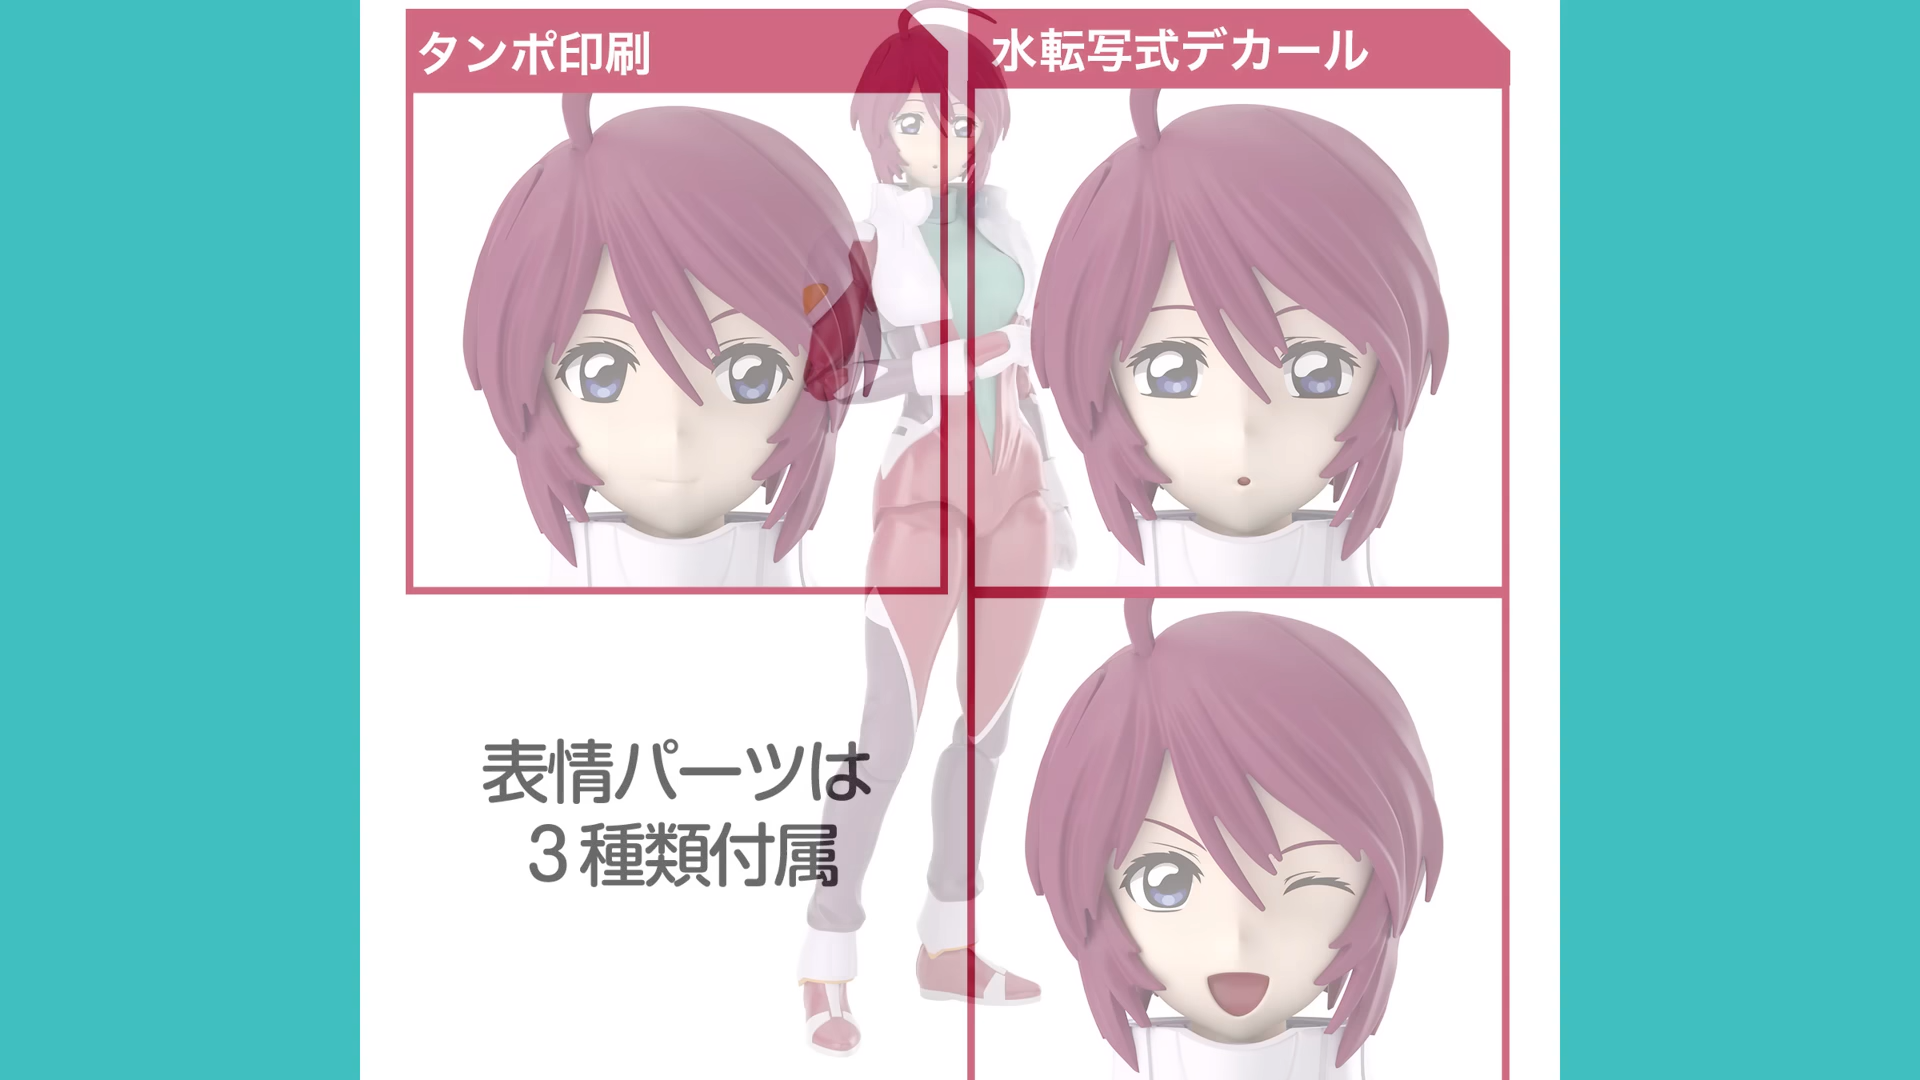 タンポ印刷
水転写式デカール
表情パーツは
３種類付属